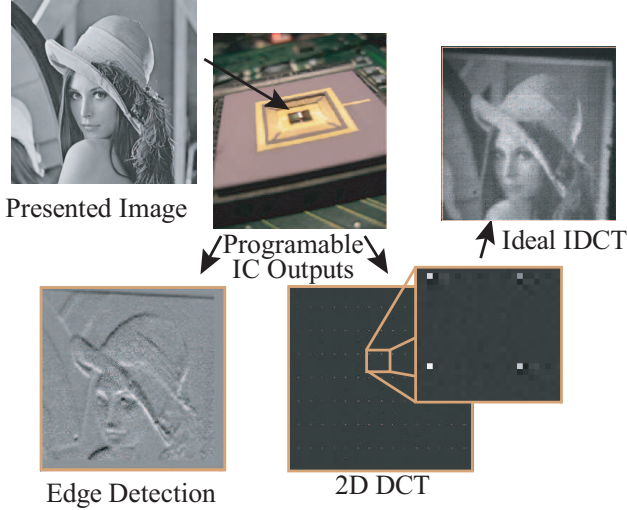 Presented Image
Programable
IC Outputs
Ideal IDCT
Edge Detection
2D DCT